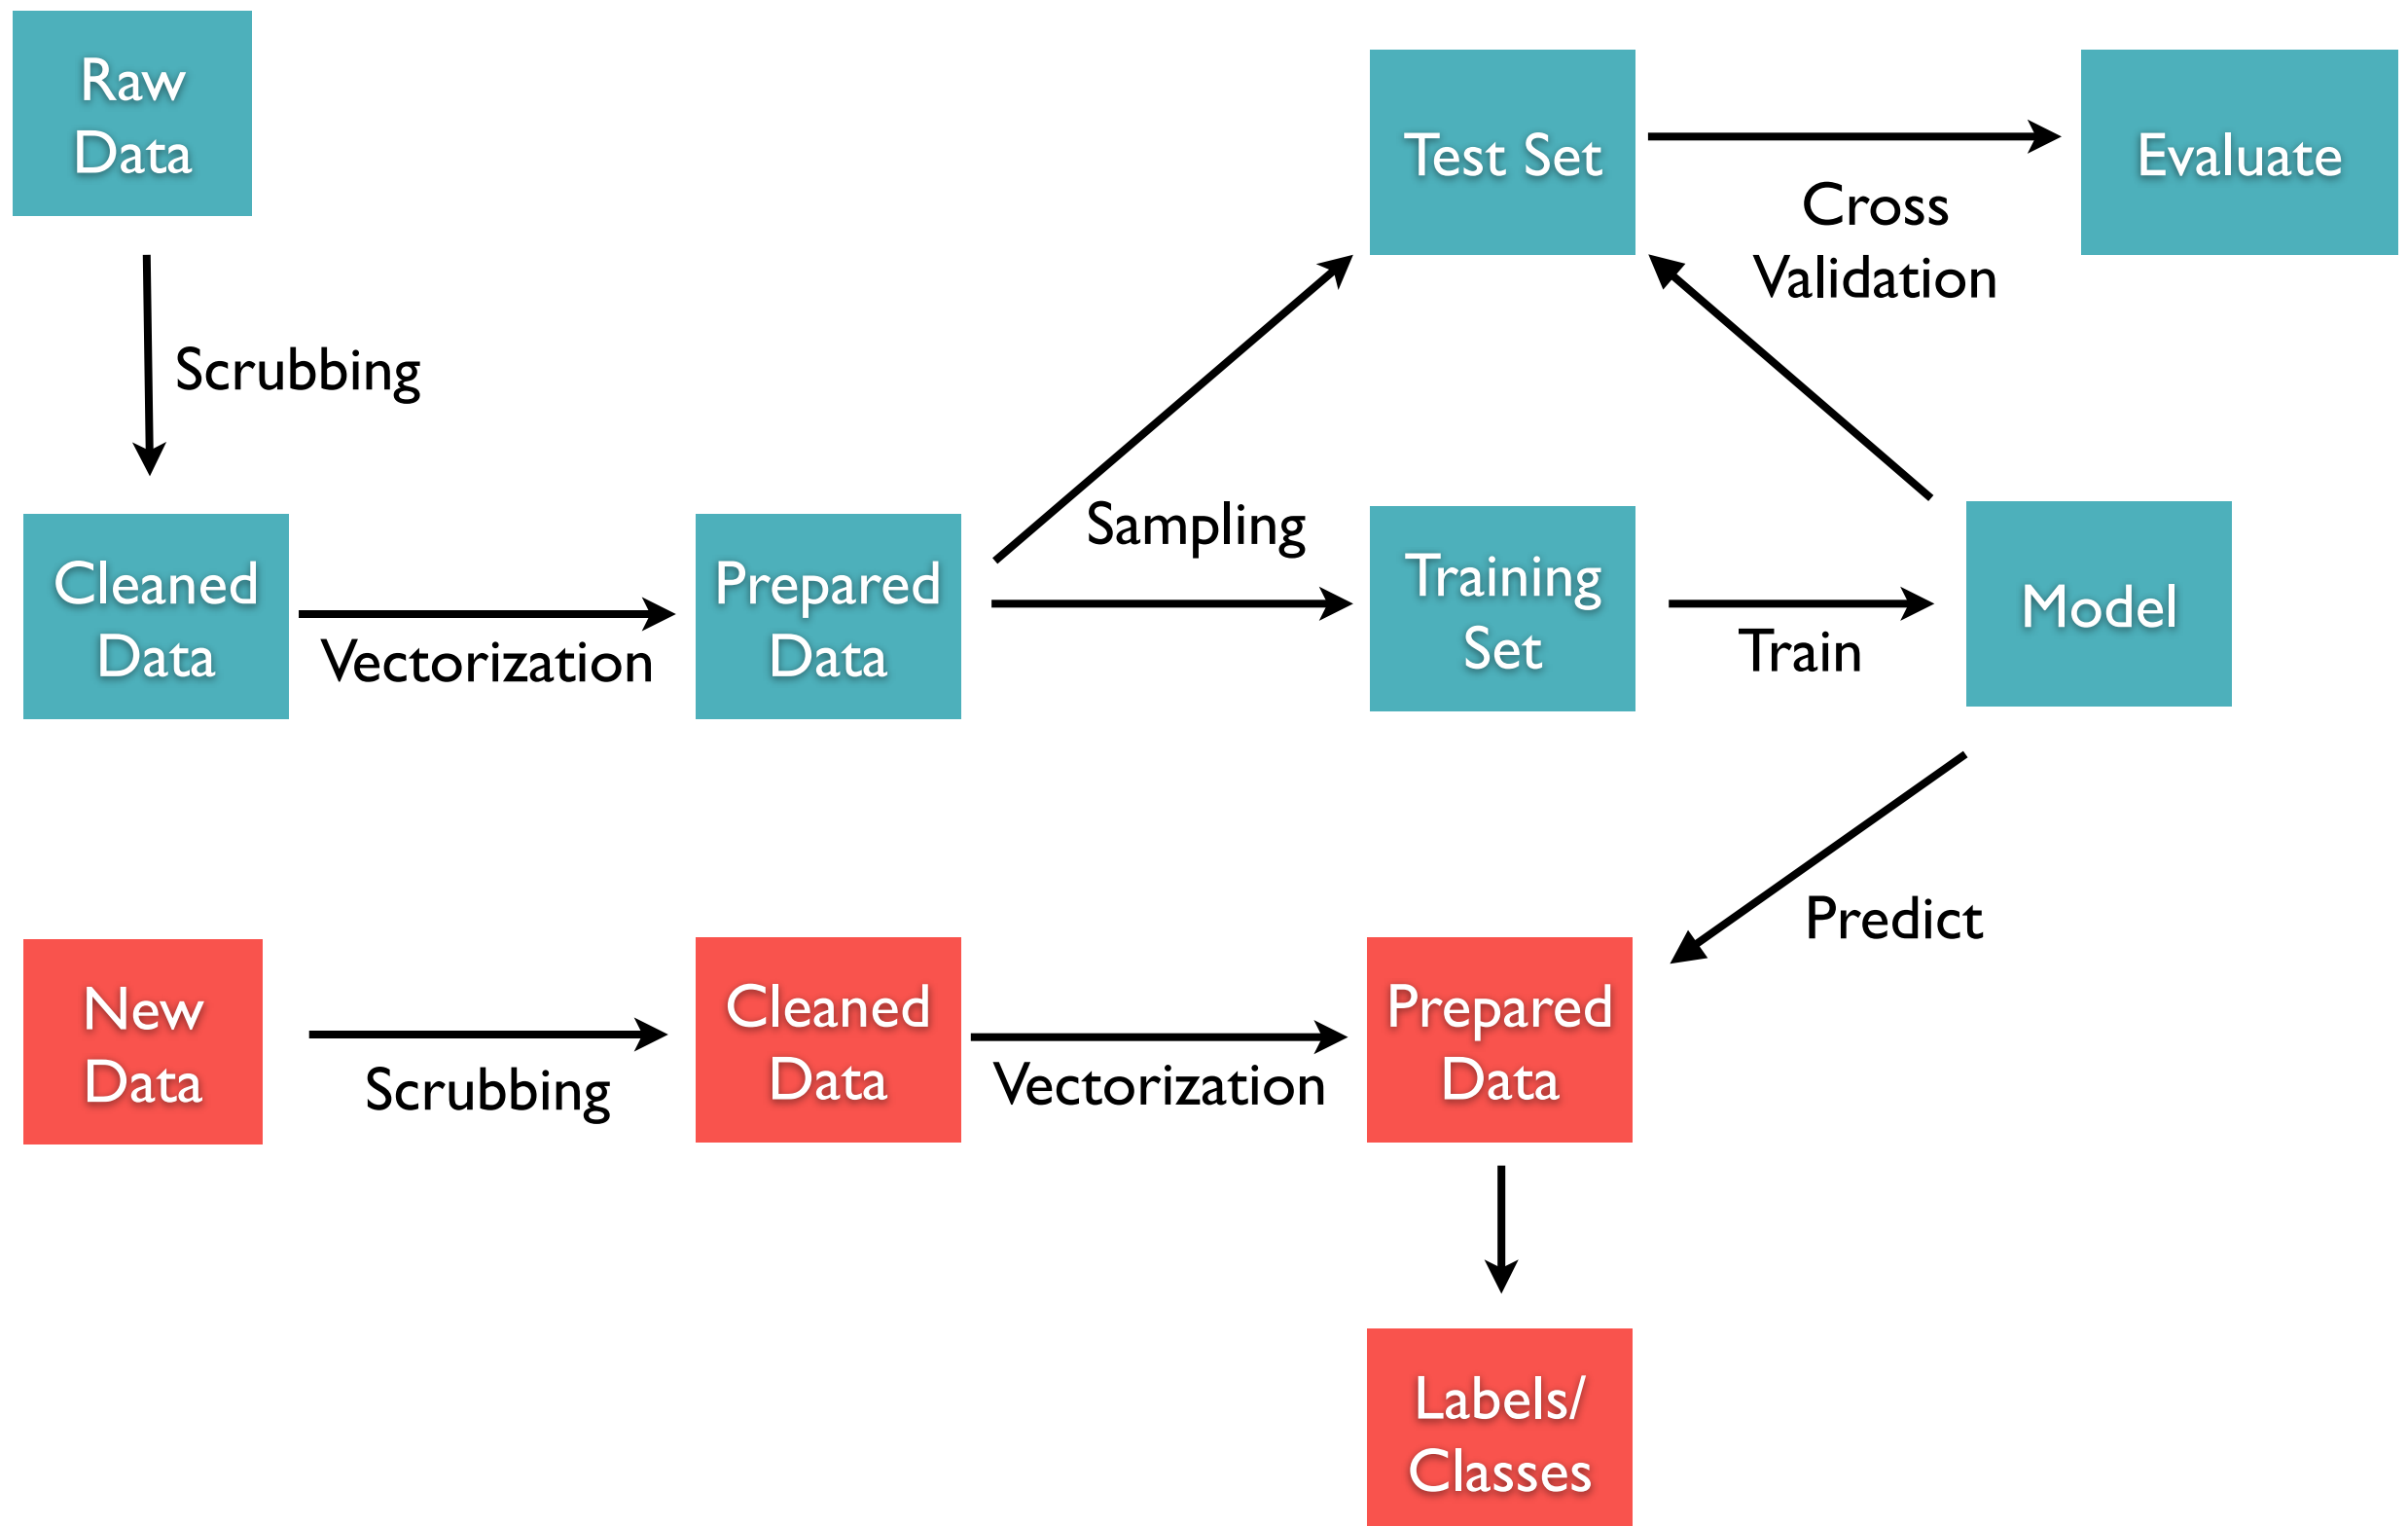 Raw
Data
Test Set
Evaluate
Cross
Validation
Scrubbing
Sampling
Cleaned
Data
Vectorization
Prepared
Data
Training
Set
Train
Model
Predict
New
Data
Scrubbing
Cleaned
Data
Vectorization
Prepared
Data
Labels/
Classes